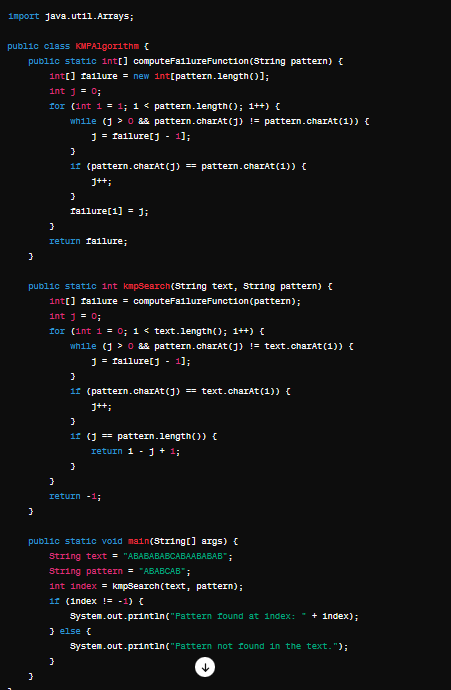 import java.util.Arrays;
public class KMPAlgorithm {
public static int[] computeFailureFunction(String pattern) {
int[] failure = new int[pattern.length()];
int j = 0;
for (int i = 1; i < pattern.length(); i++) {
while (j > 0 && pattern.charAt(j) != pattern.charAt(i)) {
j = failure[j - 1];
}
if (pattern.charAt(j) == pattern.charAt(i)) {
j++;
}
failure[i] = j;
}
return failure;
}
public static int kmpSearch(String text, String pattern) {
int[] failure = computeFailureFunction(pattern);
int j = 0;
for (int i = 0; i < text.length(); i++) {
while (j > 0 && pattern.charAt(j) != text.charAt(i)) {
j = failure[j - 1];
}
if (pattern.charAt(j) == text.charAt(i)) {
j++;
}
if (j == pattern.length()) {
return i - j + 1;
}
}
return -1;
}
public static void main(String[] args) {
String text = "ABABABABCABAABABAB";
String pattern = "ABABCAB";
int index = kmpSearch(text, pattern);
if (index != -1) {
System.out.println("Pattern found at index: " + index);
} else {
System.out.println("Pattern not found in the text.");
}
}